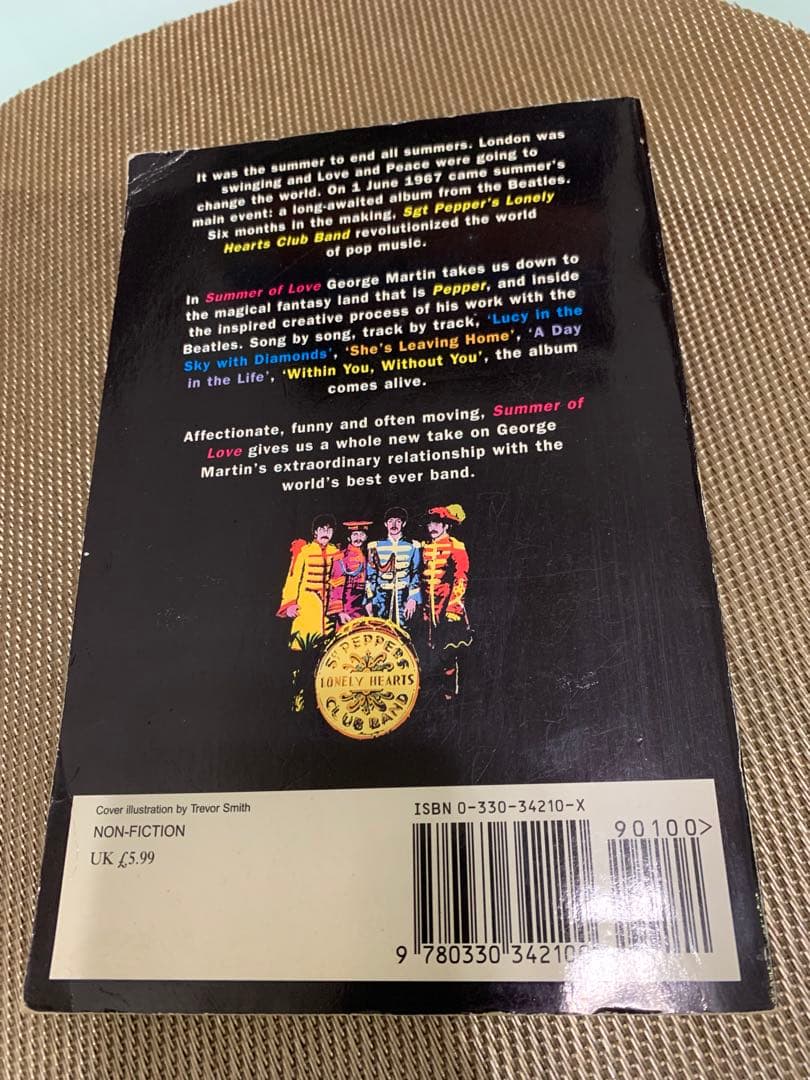 It was the summer to end all summers. London was
swinging and Love and Peace were going to
change the world. On 1 June 1967 came summer's
main event: a long-awaited album from the Beatles.
Six months in the making, Sgt Pepper's Lonely
Hearts Club Band revolutionized the world
of pop music.
In Summer of Love George Martin takes us down to
the magical fantasy land that is Pepper, and inside
the inspired creative process of his work with the
Beatles. Song by song, track by track, 'Lucy in the
Sky with Diamonds', 'She's Leaving Home', 'A Day
in the Life', 'Within You, Without You', the album
comes alive.
Affectionate, funny and often moving, Summer of
Love gives us a whole new take on George
Martin's extraordinary relationship with the
world's best ever band.
SGT PEPPERS
LONELY HEARTS
CLUB BAND
Cover illustration by Trevor Smith
NON-FICTION
UK £5.99
ISBN 0-330-34210-X
90100>
9 780330 34210